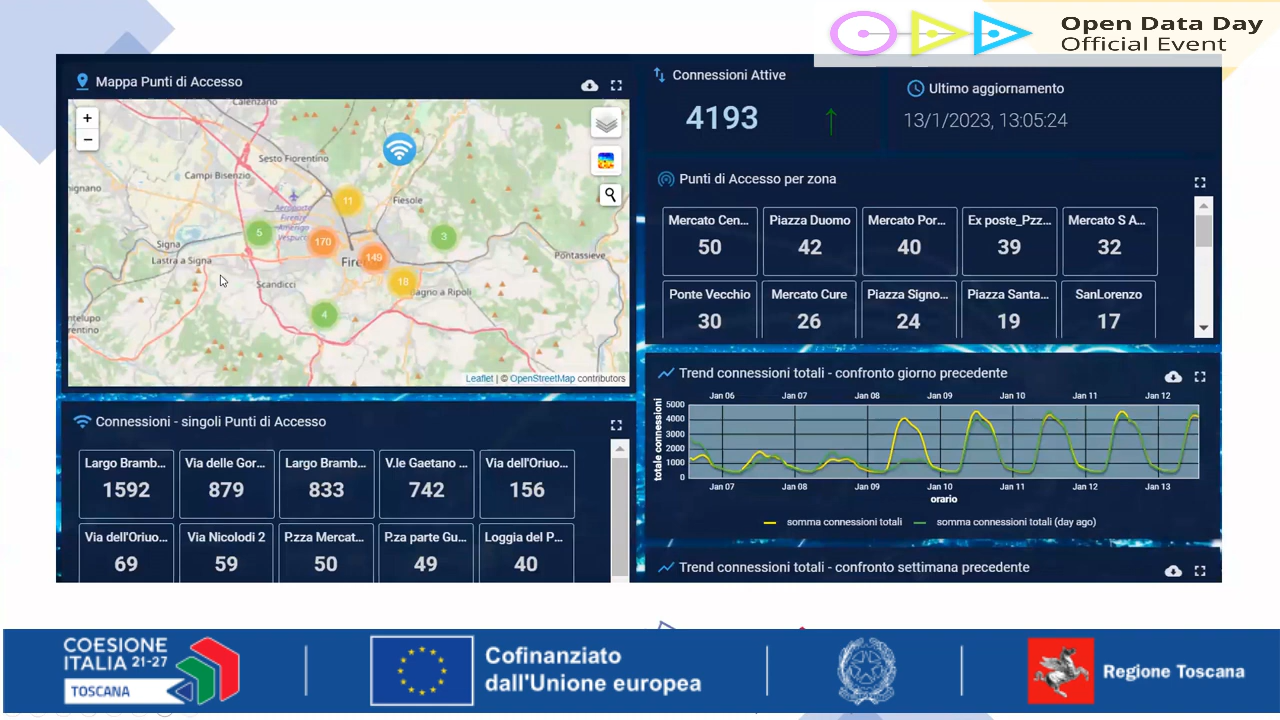 Open Data Day
Official Event
Mappa Punti di Accesso
+
−
Calenzano
Sesto Fiorentino
Campi Bisenzio
Aeroporto
Firenze
Amerigo
Vespucci
Fiesole
Signa
Lastra a Signa
Scandicci
Pontassieve
11
5
170
3
149
18
4
Leaflet | © OpenStreetMap contributors
Connessioni - singoli Punti di Accesso
Largo Bramb...
1592
Via delle Gor...
879
Largo Bramb...
833
V.le Gaetano ...
742
Via dell'Oriuo...
156
Via dell'Oriuo...
69
Via Nicolodi 2
59
P.zza Mercat...
50
P.za parte Gu...
49
Loggia del P...
40
Connessioni Attive
4193
Ultimo aggiornamento
13/1/2023, 13:05:24
Punti di Accesso per zona
Mercato Cen...
50
Piazza Duomo
42
Mercato Por...
40
Ex poste_Pzz...
39
Mercato S A...
32
Ponte Vecchio
30
Mercato Cure
26
Piazza Signo...
24
Piazza Santa...
19
SanLorenzo
17
Trend connessioni totali - confronto giorno precedente
Jan 06 Jan 07 Jan 08 Jan 09 Jan 10 Jan 11 Jan 12
5000
4000
3000
2000
1000
0
totale connessioni
Jan 07 Jan 08 Jan 09 Jan 10 Jan 11 Jan 12 Jan 13
orario
somma connessioni totali
somma connessioni totali (day ago)
Trend connessioni totali - confronto settimana precedente
COESIONE
ITALIA 21-27
TOSCANA
Cofinanziato
dall'Unione europea
Regione Toscana